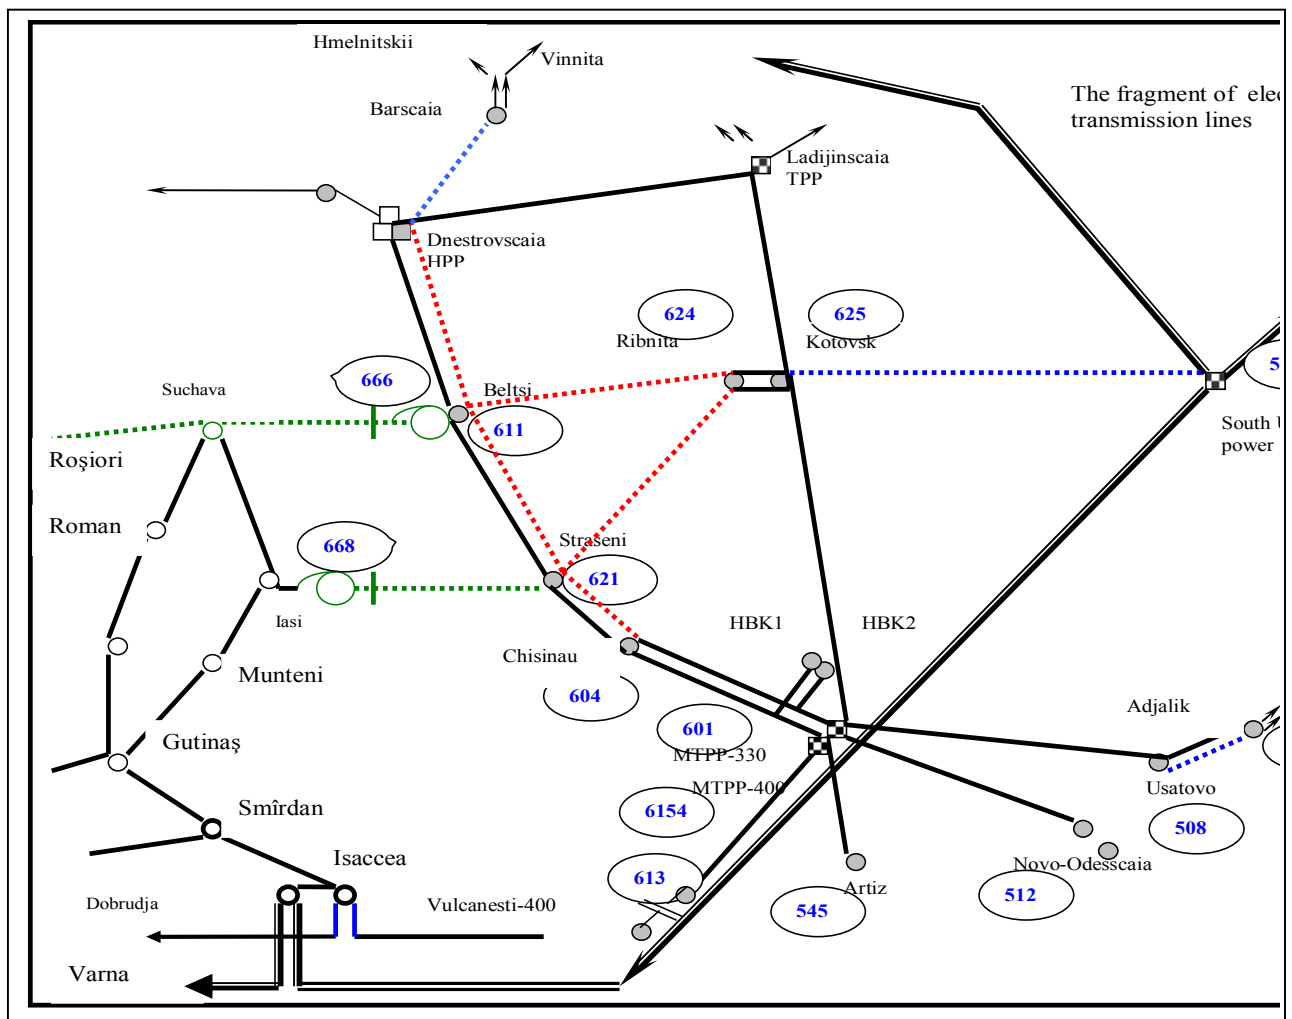 Hmelnitskii
Vinnita
The fragment of elec
transmission lines
Barscaia
Ladijinscaia
TPP
Dnestrovscaia
HPP
624
625
Ribnita
Kotovsk
5
666
Suchava
Beltsi
South U
power
611
Roşiori
Roman
Straseni
668
621
Iasi
HBK1
HBK2
Chisinau
Munteni
604
Adjalik
601
Gutinaş
MTPP-330
MTPP-400
Usatovo
Smîrdan
6154
508
Isaccea
Novo-Odesscaia
613
Artiz
512
Dobrudja
Vulcanesti-400
545
Varna